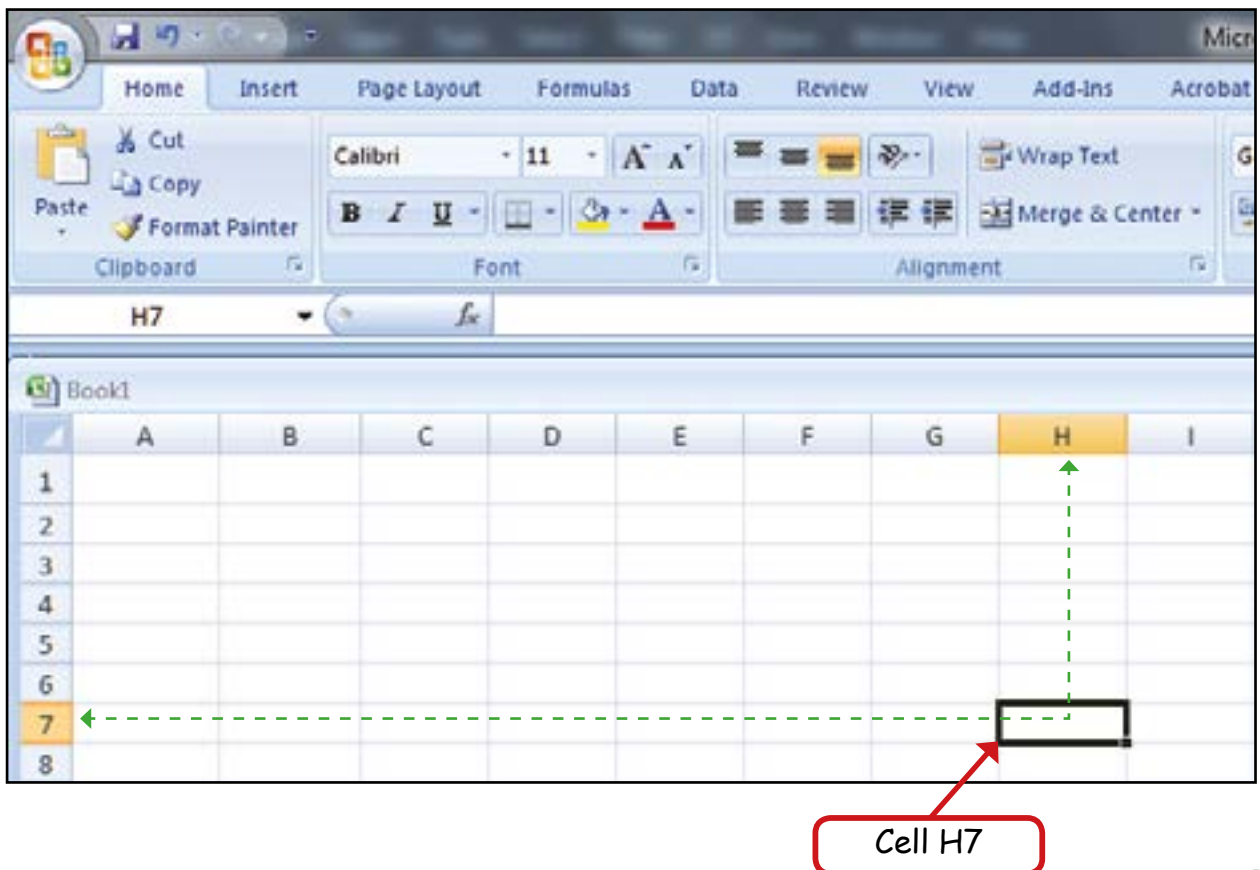 Micr
Home Insert Page Layout Formulas Data Review View Add-Ins Acrobat
Paste
Cut
Copy
Format Painter
Clipboard
Calibri 11 A A
B I U A
Font
Wrap Text
Merge & Center
Alignment
G
H7 fx
Book1
A B C D E F G H I
1
2
3
4
5
6
7
8
Cell H7